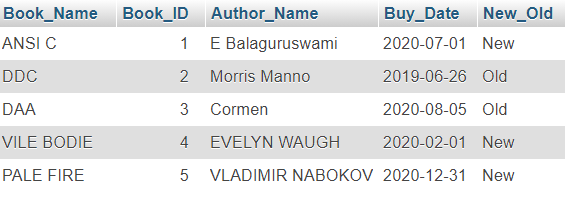 Book_Name Book_ID Author_Name Buy_Date New_Old
ANSI C 1 E Balaguruswami 2020-07-01 New
DDC 2 Morris Manno 2019-06-26 Old
DAA 3 Cormen 2020-08-05 Old
VILE BODIE 4 EVELYN WAUGH 2020-02-01 New
PALE FIRE 5 VLADIMIR NABOKOV 2020-12-31 New